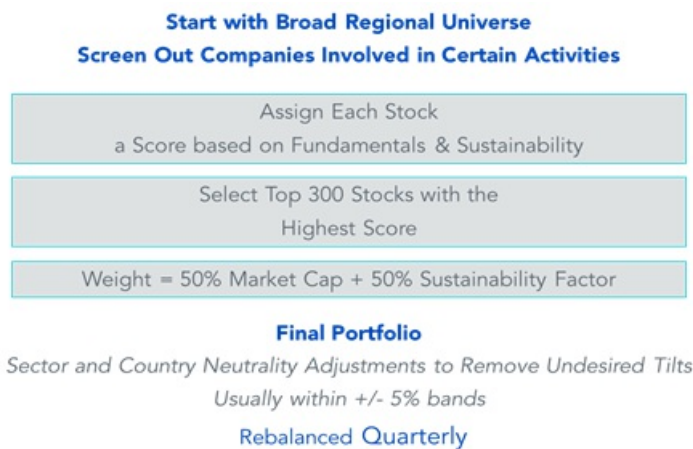 Start with Broad Regional Universe
Screen Out Companies Involved in Certain Activities
Assign Each Stock
a Score based on Fundamentals & Sustainability
Select Top 300 Stocks with the
Highest Score
Weight = 50% Market Cap + 50% Sustainability Factor
Final Portfolio
Sector and Country Neutrality Adjustments to Remove Undesired Tilts
Usually within +/- 5% bands
Rebalanced Quarterly